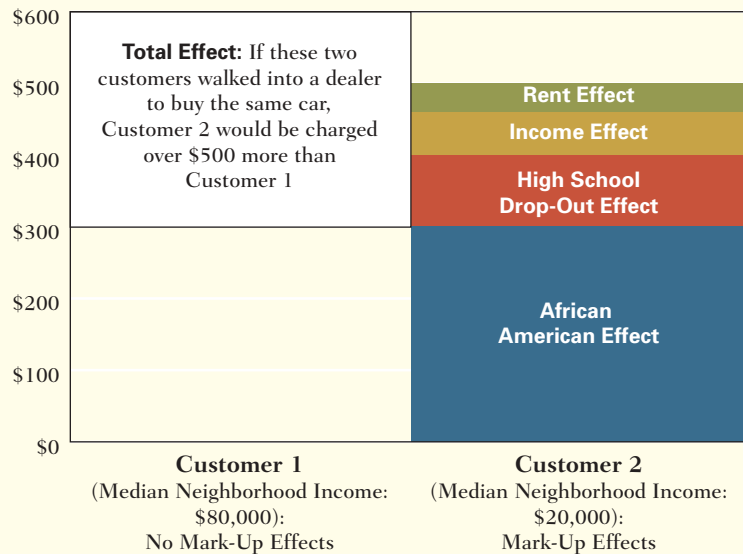 $600
$500
$400
$300
$200
$100
$0
Total Effect: If these two
customers walked into a dealer
to buy the same car,
Customer 2 would be charged
over $500 more than
Customer 1
Rent Effect
Income Effect
High School
Drop-Out Effect
African
American Effect
Customer 1
(Median Neighborhood Income:
$80,000):
No Mark-Up Effects
Customer 2
(Median Neighborhood Income:
$20,000):
Mark-Up Effects